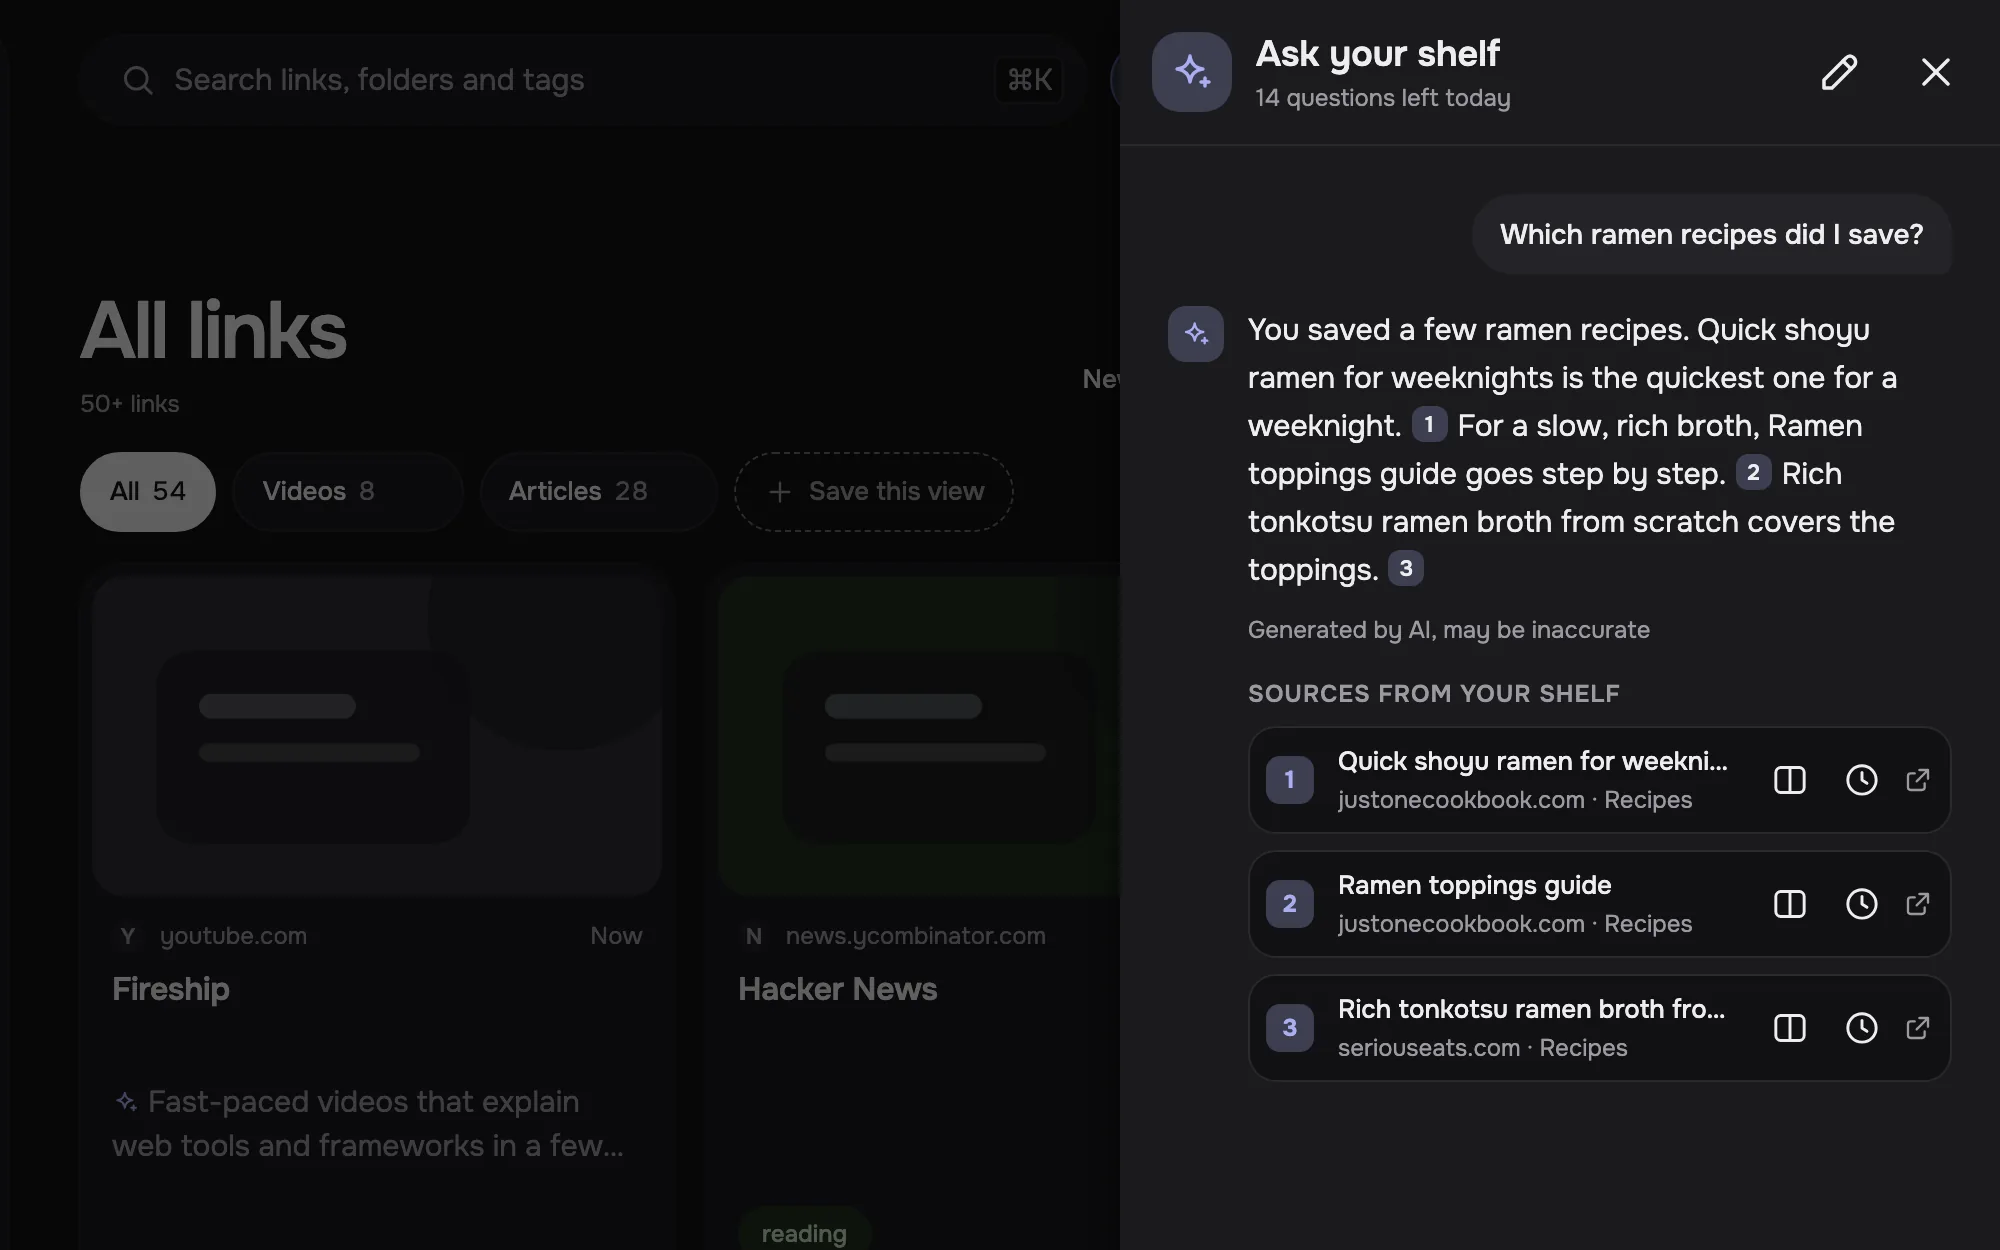 Search links, folders and tags
⌘K
All links
50+ links
New
All 54
Videos 8
Articles 28
+ Save this view
Y youtube.com Now
Fireship
Fast-paced videos that explain
web tools and frameworks in a few...
N news.ycombinator.com
Hacker News
reading
Ask your shelf
14 questions left today
Which ramen recipes did I save?
You saved a few ramen recipes. Quick shoyu
ramen for weeknights is the quickest one for a
weeknight. 1 For a slow, rich broth, Ramen
toppings guide goes step by step. 2 Rich
tonkotsu ramen broth from scratch covers the
toppings. 3
Generated by AI, may be inaccurate
SOURCES FROM YOUR SHELF
1
Quick shoyu ramen for weekni...
justonecookbook.com · Recipes
2
Ramen toppings guide
justonecookbook.com · Recipes
3
Rich tonkotsu ramen broth fro...
seriouseats.com · Recipes